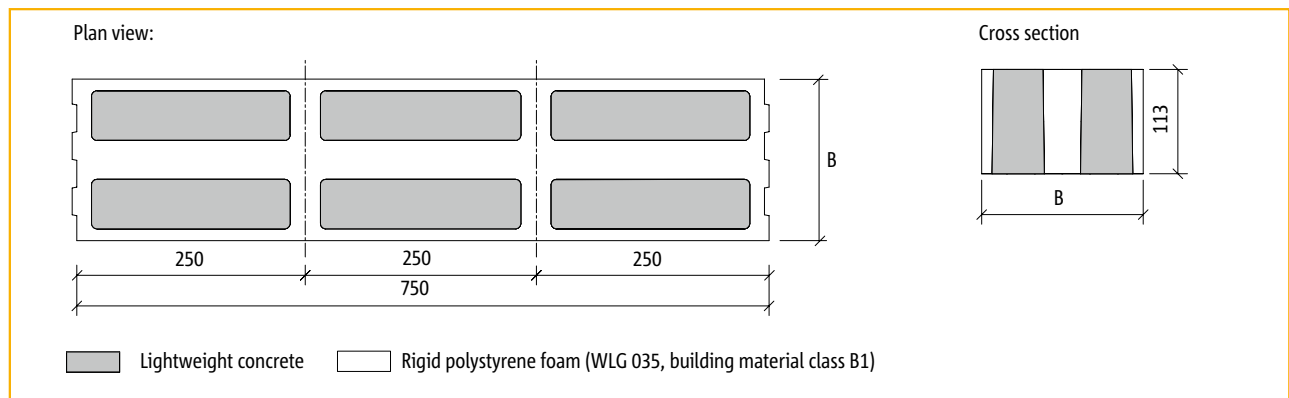 Plan view:
Cross section
B
113
B
250 250 250
750
Lightweight concrete Rigid polystyrene foam (WLG 035, building material class B1)